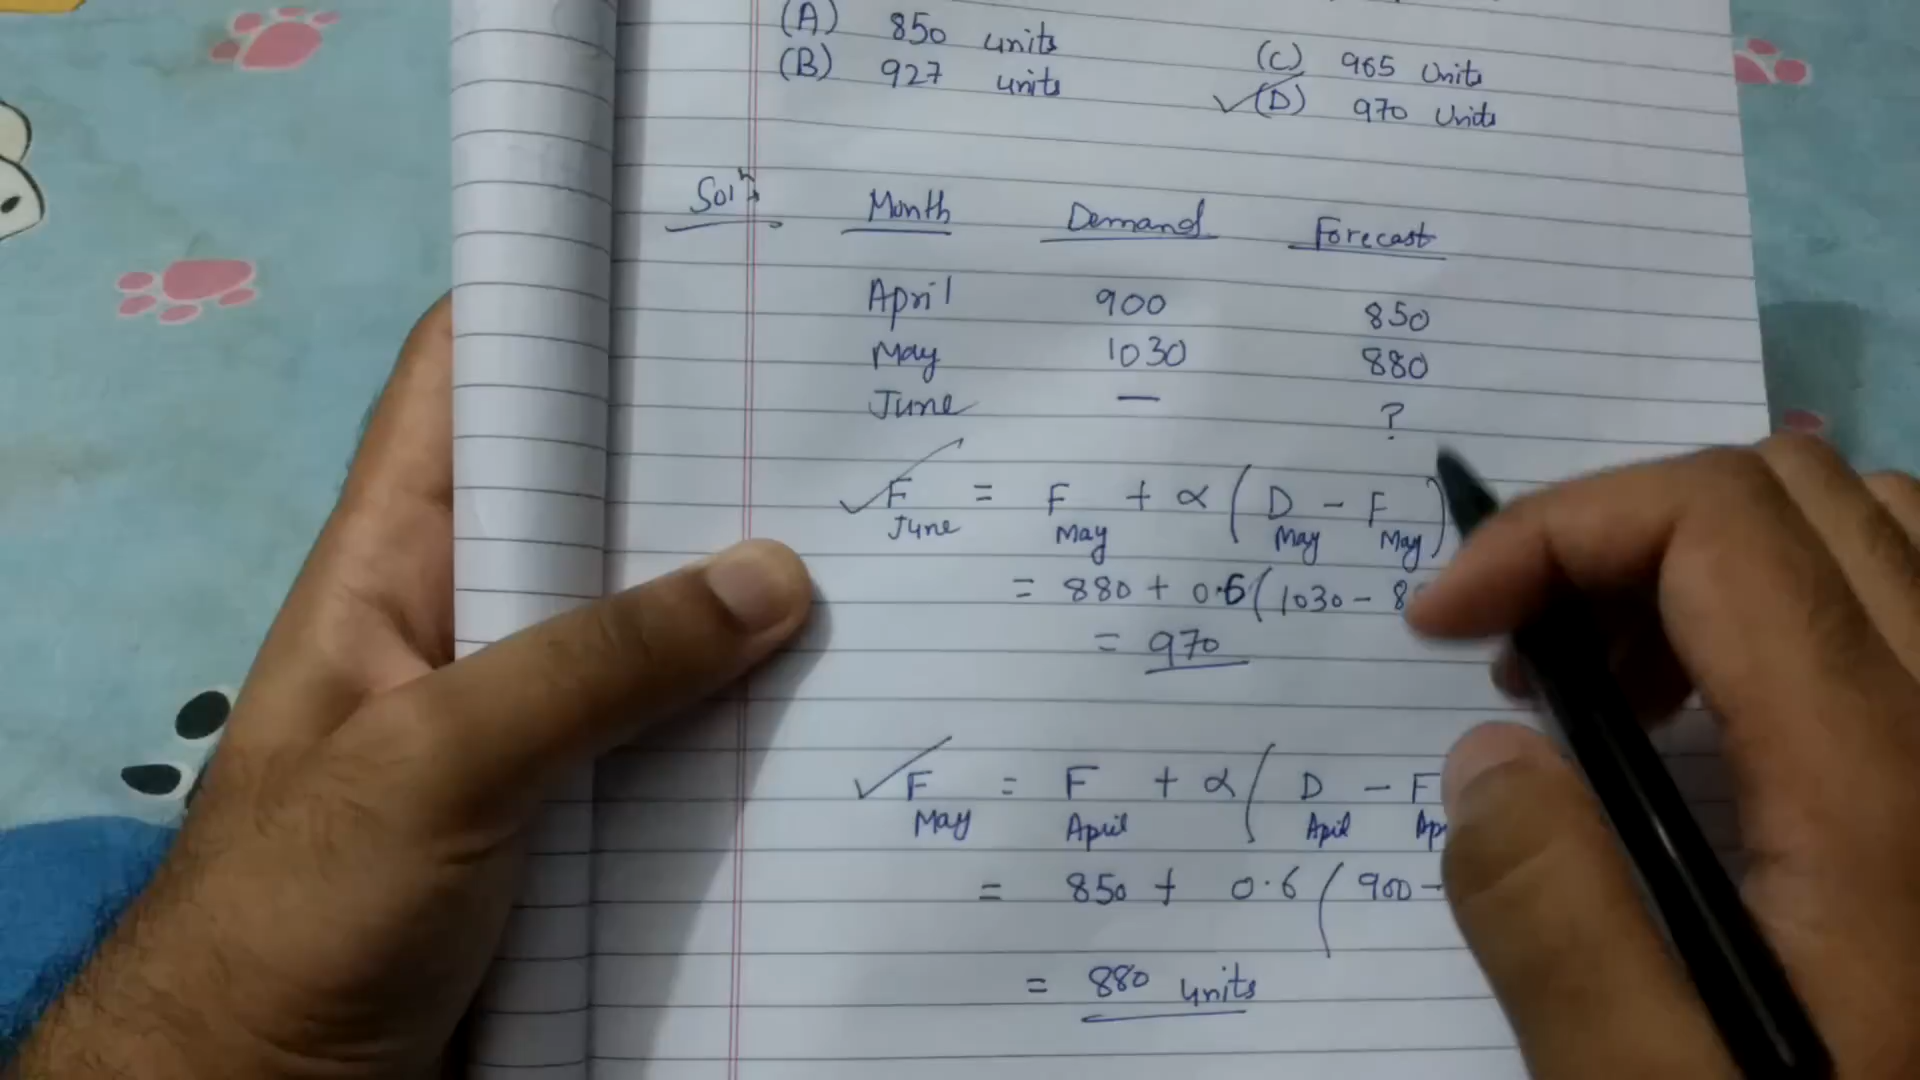 (A) 850 units (C) 965 Units
(B) 927 units (D) 970 Units
Solⁿ Month Demand Forecast
April 900 850
May 1030 880
June — ?
F June = F May + α ( D May - F May )
= 880 + 0.6 ( 1030 -
= 970
F May = F April + α ( D April - F
= 850 + 0.6 ( 900 -
= 880 units